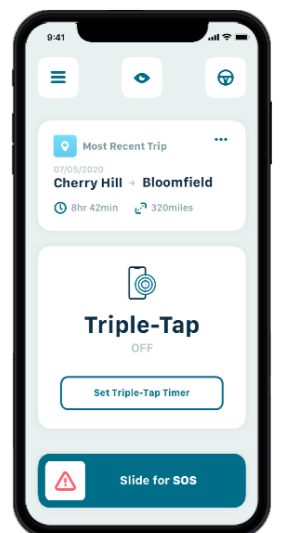 9:41
Most Recent Trip
07/05/2020
Cherry Hill → Bloomfield
8hr 42min 320miles
Triple-Tap
OFF
Set Triple-Tap Timer
Slide for SOS